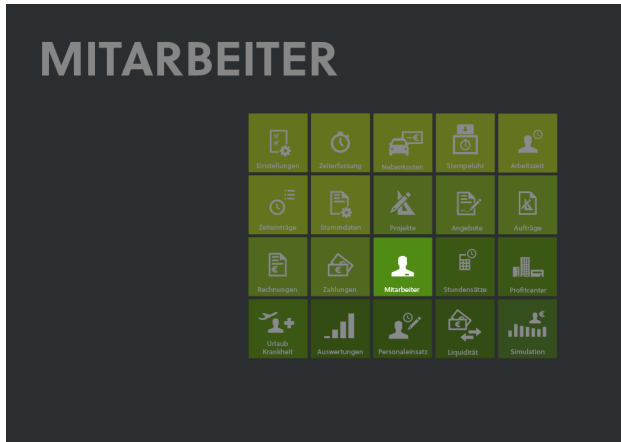 MITARBEITER
Einstellungen
Zeiterfassung
Nebenkosten
Stempeluhr
Arbeitszeit
Zeiteinträge
Stammdaten
Projekte
Angebote
Aufträge
Rechnungen
Zahlungen
Mitarbeiter
Stundensätze
Profitcenter
Urlaub
Krankheit
Auswertungen
Personaleinsatz
Liquidität
Simulation